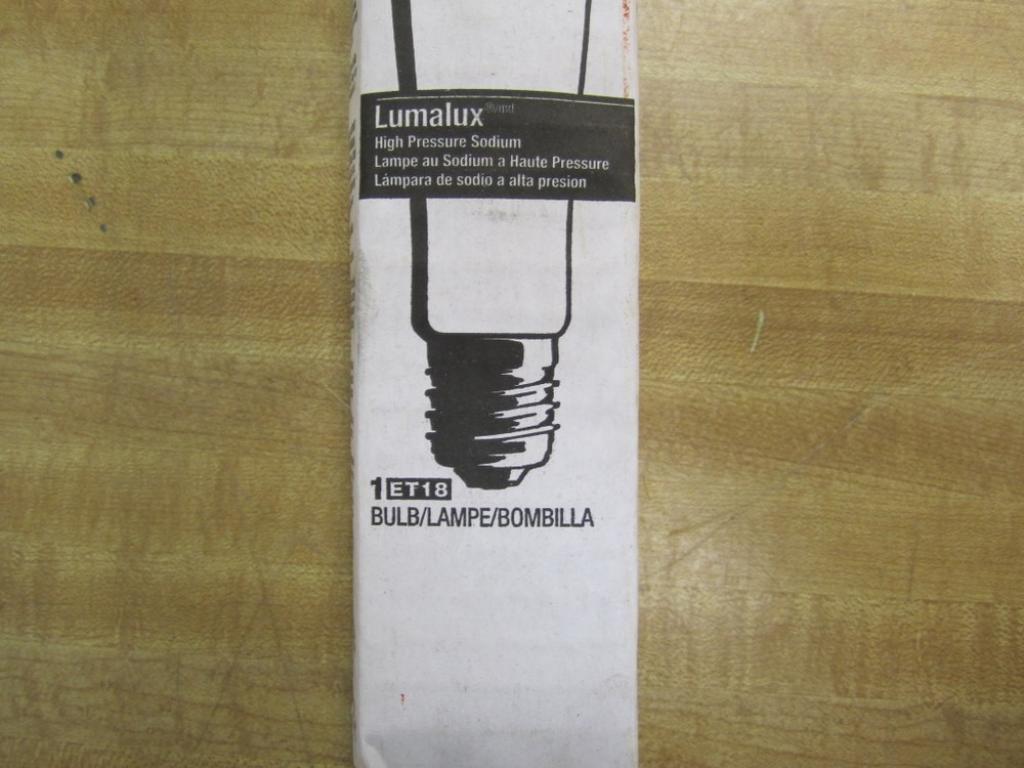 Lumalux®
High Pressure Sodium
Lampe au Sodium a Haute Pressure
Lámpara de sodio a alta presion
1 ET18
BULB/LAMPE/BOMBILLA